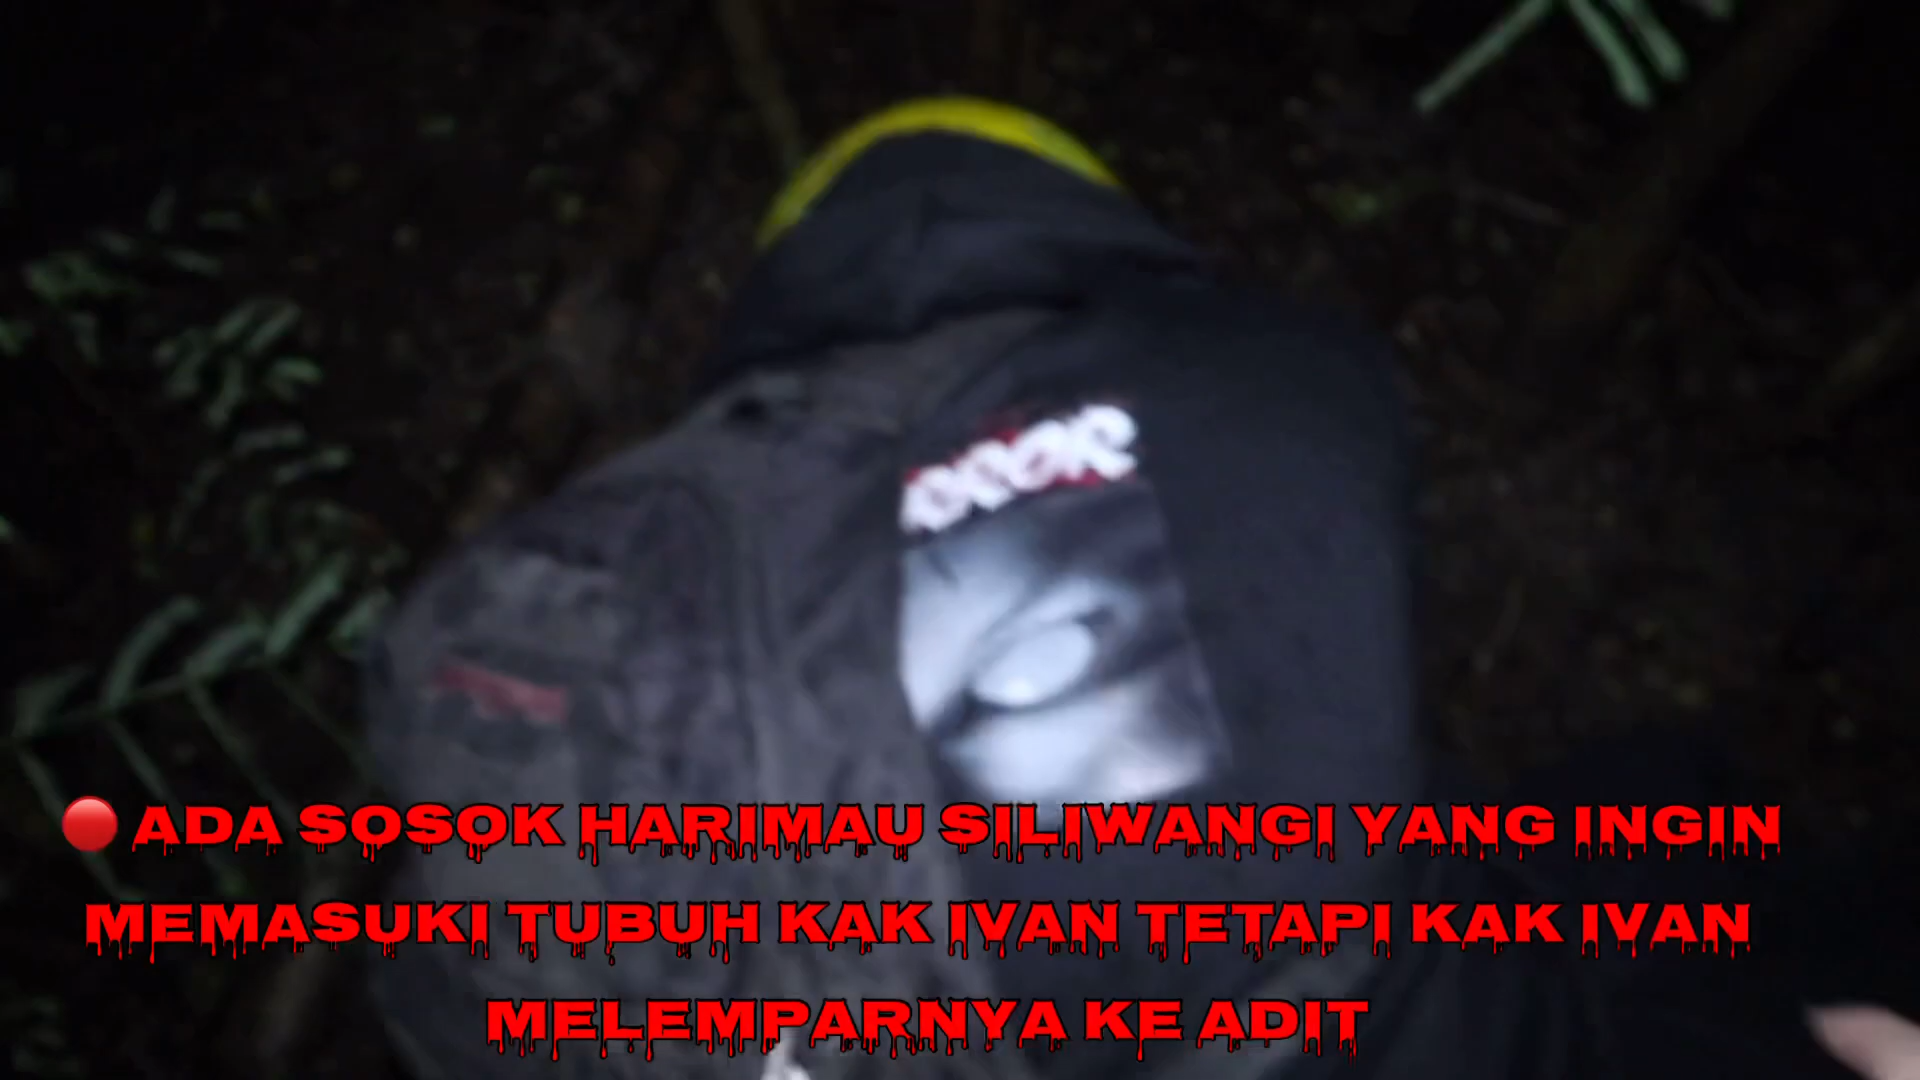 🔴 ADA SOSOK HARIMAU SILIWANGI YANG INGIN
MEMASUKI TUBUH KAK IVAN TETAPI KAK IVAN
MELEMPARNYA KE ADIT